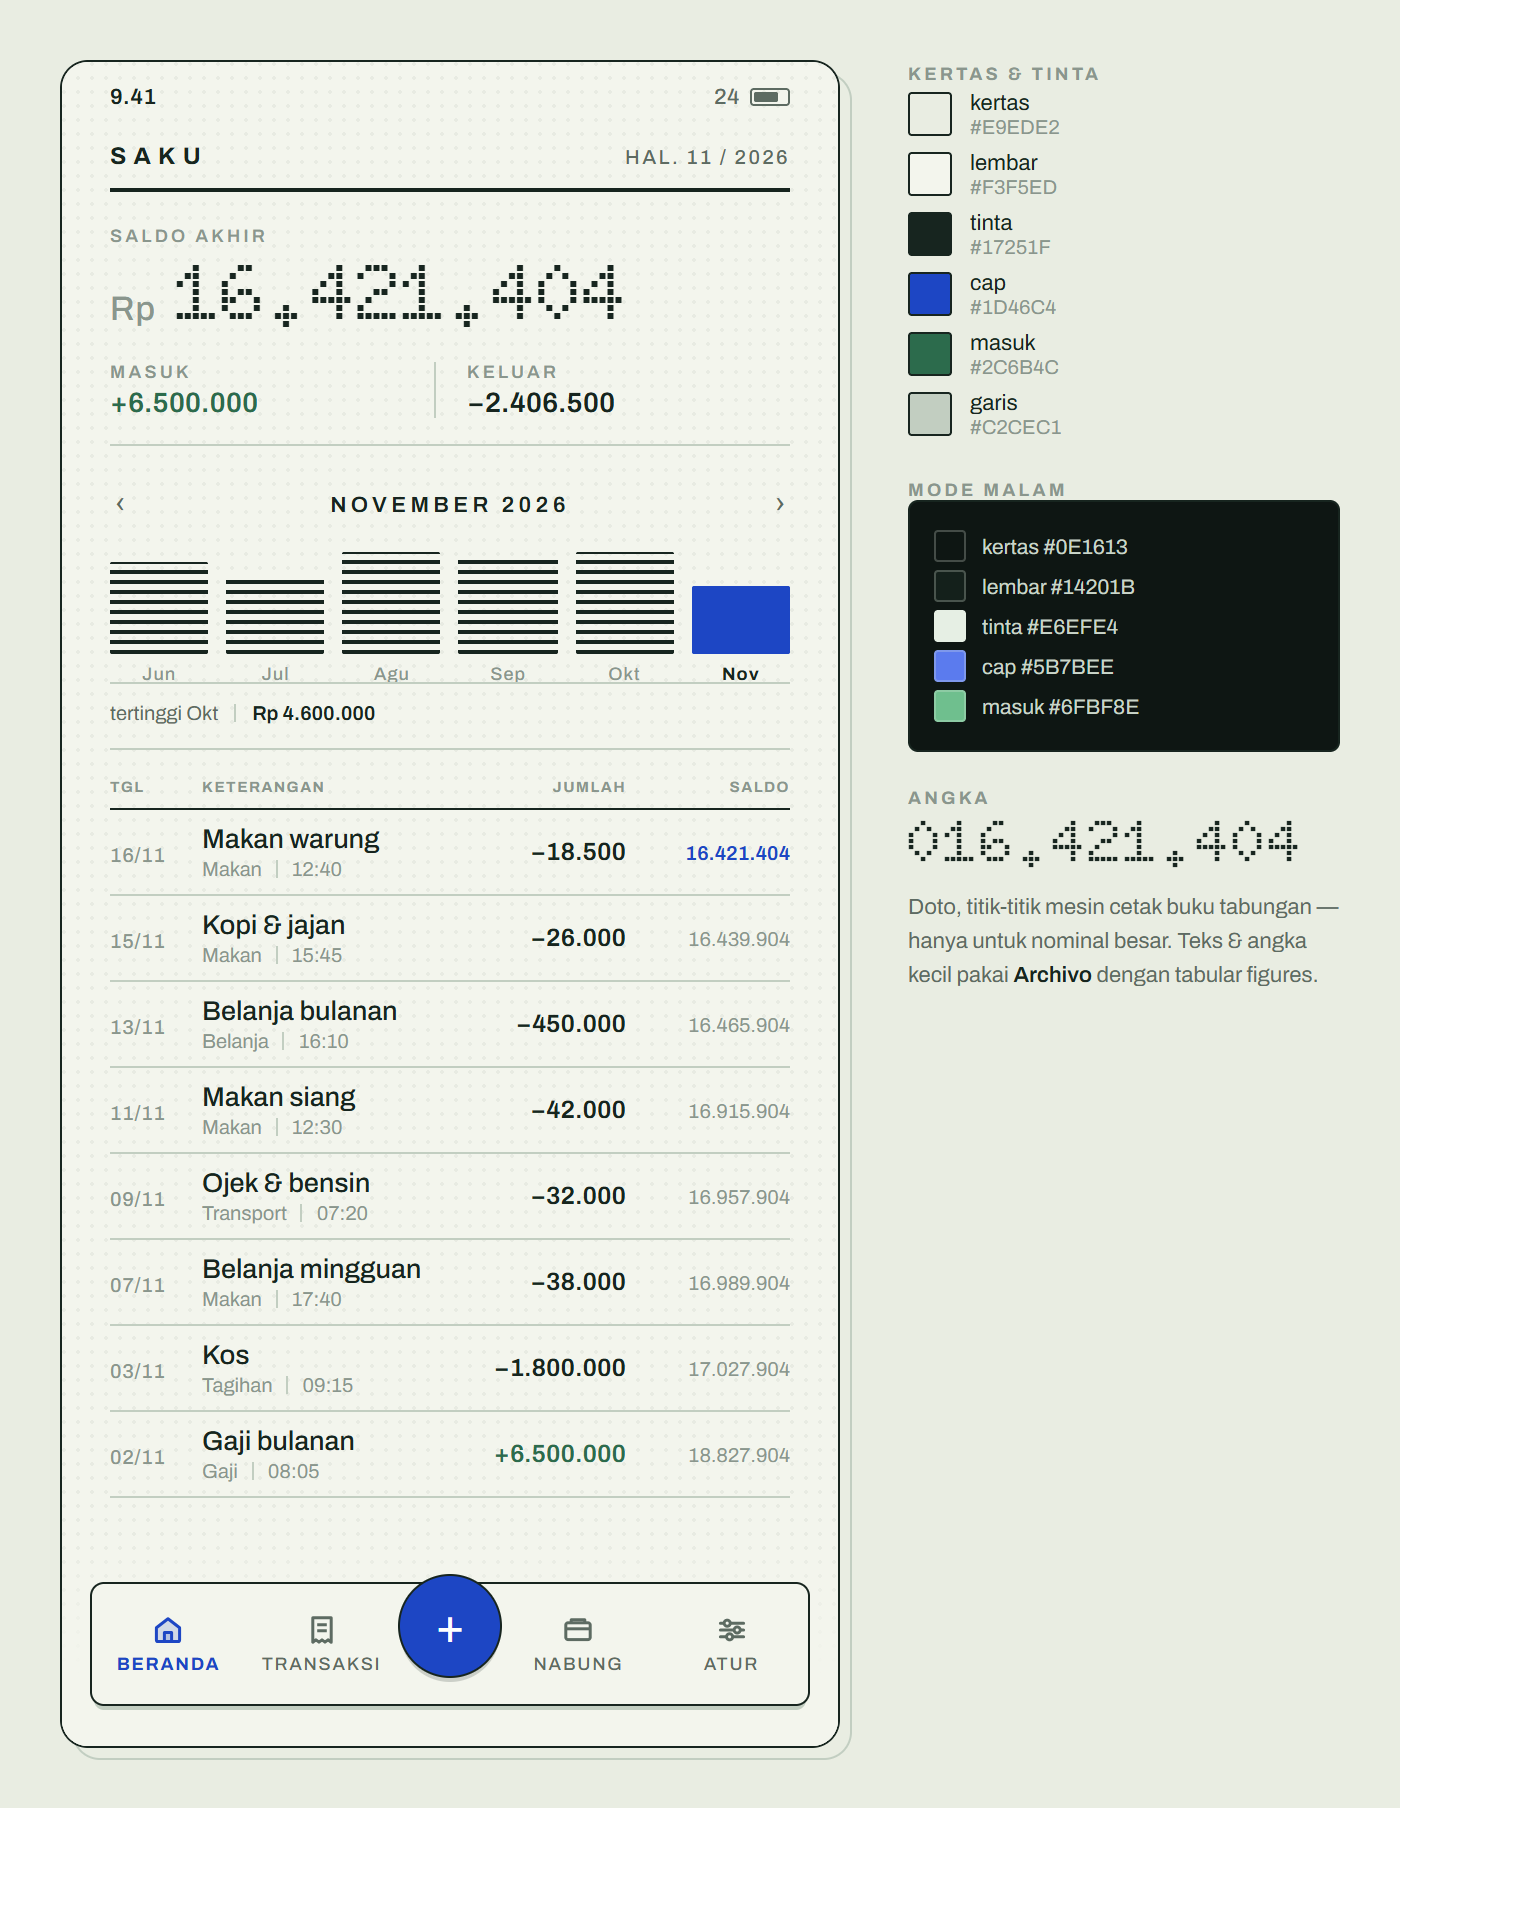 9.41
24
SAKU
HAL. 11 / 2026
SALDO AKHIR
Rp 16,421,404
MASUK
+6.500.000
KELUAR
–2.406.500
‹ NOVEMBER 2026 ›
Jun Jul Agu Sep Okt Nov
tertinggi Okt | Rp 4.600.000
TGL KETERANGAN JUMLAH SALDO
16/11 Makan warung –18.500 16.421.404
Makan | 12:40
15/11 Kopi & jajan –26.000 16.439.904
Makan | 15:45
13/11 Belanja bulanan –450.000 16.465.904
Belanja | 16:10
11/11 Makan siang –42.000 16.915.904
Makan | 12:30
09/11 Ojek & bensin –32.000 16.957.904
Transport | 07:20
07/11 Belanja mingguan –38.000 16.989.904
Makan | 17:40
03/11 Kos –1.800.000 17.027.904
Tagihan | 09:15
02/11 Gaji bulanan +6.500.000 18.827.904
Gaji | 08:05
+
BERANDA TRANSAKSI NABUNG ATUR
KERTAS & TINTA
kertas
#E9EDE2
lembar
#F3F5ED
tinta
#17251F
cap
#1D46C4
masuk
#2C6B4C
garis
#C2CEC1
MODE MALAM
kertas #0E1613
lembar #14201B
tinta #E6EFE4
cap #5B7BEE
masuk #6FBF8E
ANGKA
016,421,404
Doto, titik-titik mesin cetak buku tabungan —
hanya untuk nominal besar. Teks & angka
kecil pakai Archivo dengan tabular figures.